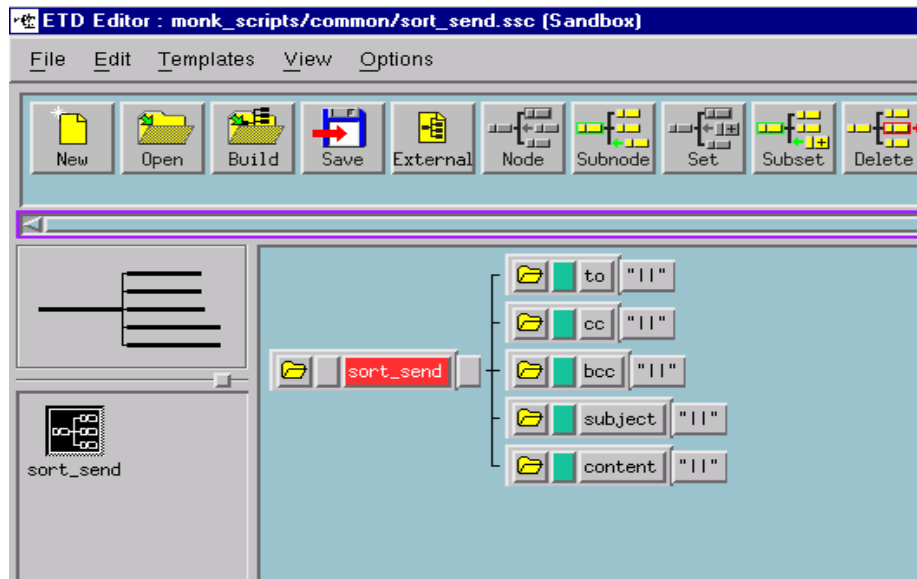 ETD Editor : monk_scripts/common/sort_send.ssc (Sandbox)
File Edit Templates View Options
New Open Build Save External Node Subnode Set Subset Delete
to "||"
cc "||"
sort_send
bcc "||"
subject "||"
content "||"
sort_send